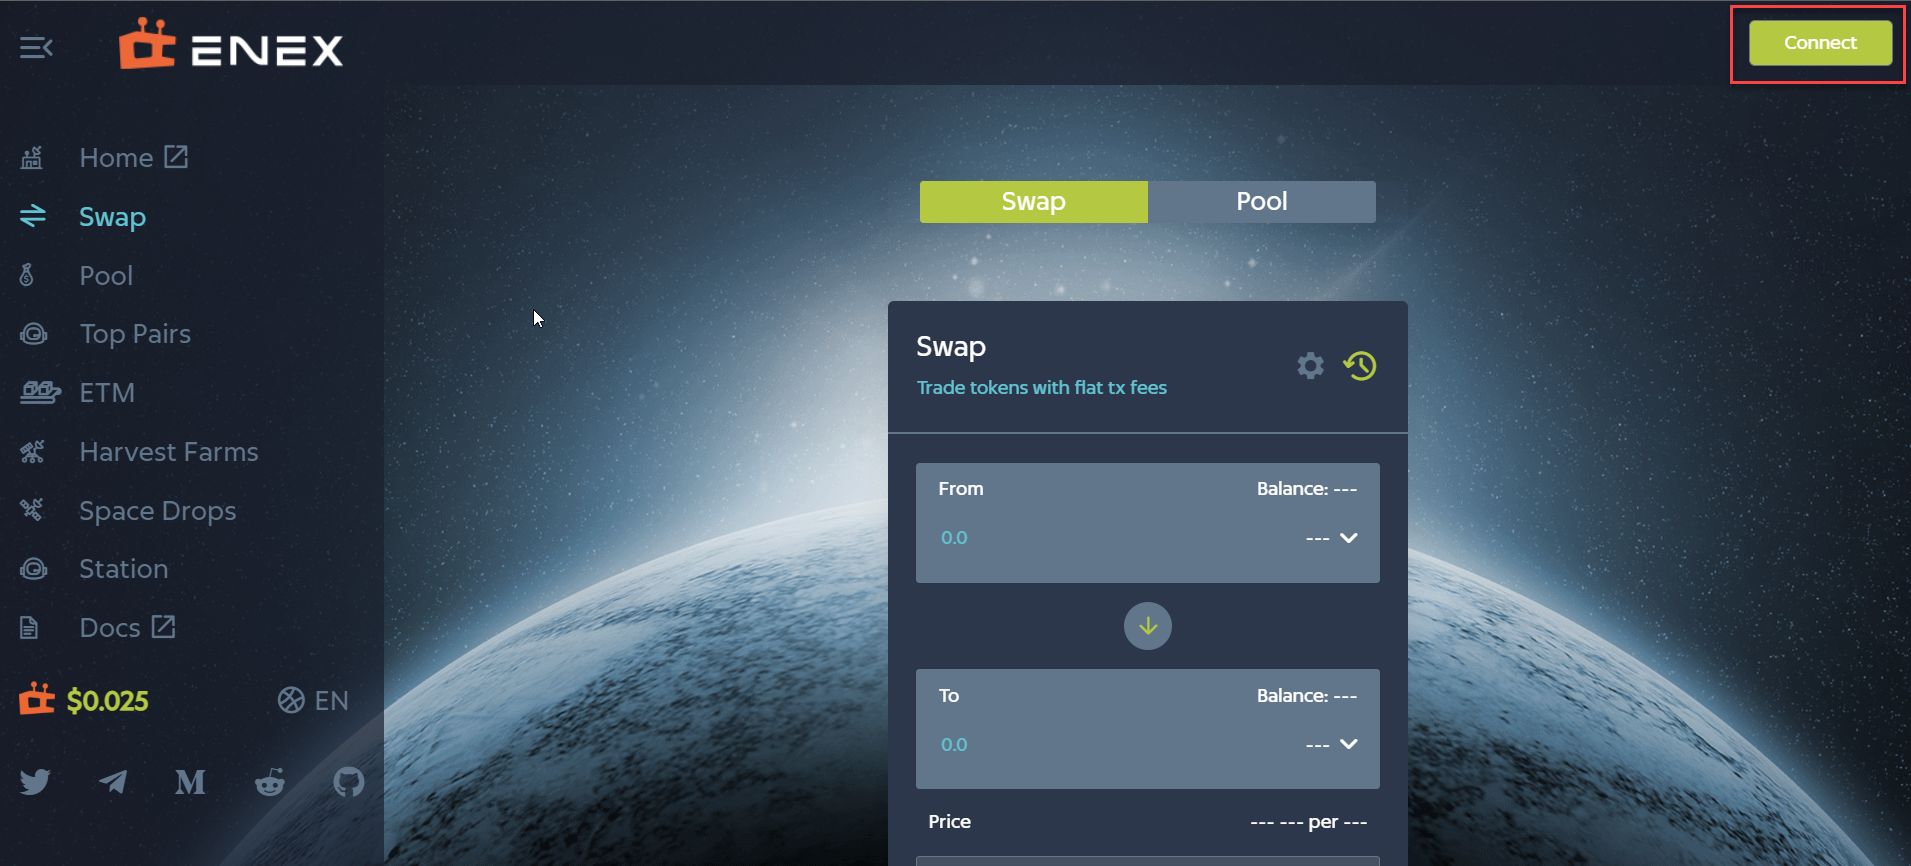 ENEX
Connect
Home
Swap
Pool
Top Pairs
ETM
Harvest Farms
Space Drops
Station
Docs
$0.025
EN
Swap
Pool
Swap
Trade tokens with flat tx fees
From
Balance: ---
0.0
---
To
Balance: ---
0.0
---
Price
--- --- per ---